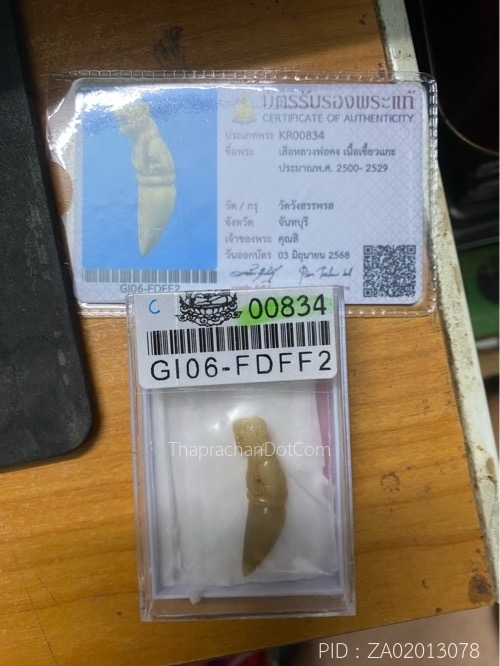 บัตรรับรองพระแท้
CERTIFICATE OF AUTHENTICITY
ประเภทพระ KR00834
ชื่อพระ เสือหลวงพ่อคง เนื้อเขี้ยวแกะ
ประมาณพ.ศ. 2500- 2529
วัด / กรุ วัดวังสรรพรส
จังหวัด จันทบุรี
เจ้าของพระ คุณสิ
วันออกบัตร 03 มิถุนายน 2568
GI06-FDFF2
C 00834
GI06-FDFF2
ThaprachanDotCom
PID : ZA02013078